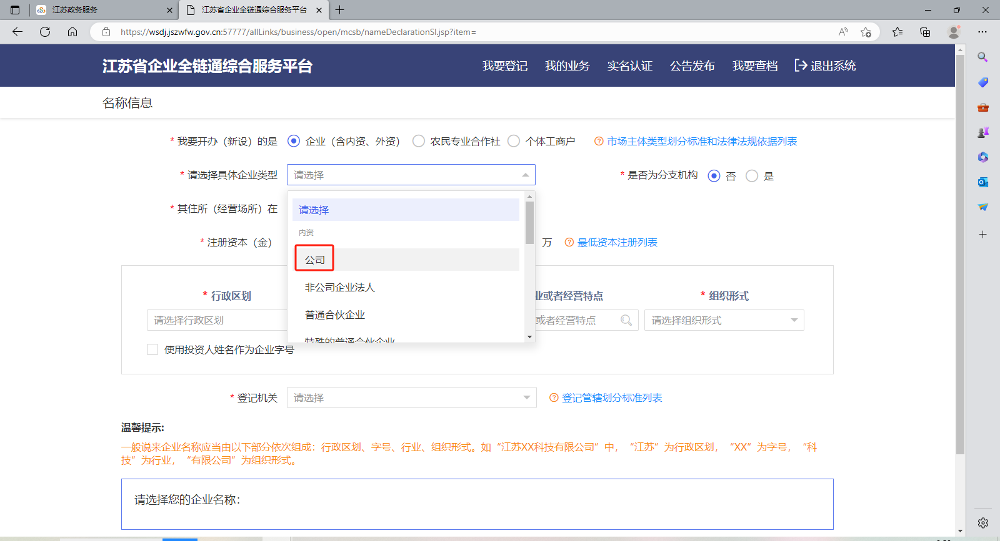 江苏政务服务
江苏省企业全链通综合服务平台
https://wsdj.jszwfw.gov.cn:57777/allLinks/business/open/mcsb/nameDeclarationSl.jsp?item=
江苏省企业全链通综合服务平台
我要登记 我的业务 实名认证 公告发布 我要查档 退出系统
名称信息
* 我要开办（新设）的是 企业（含内资、外资） 农民专业合作社 个体工商户 市场主体类型划分标准和法律法规依据列表
* 请选择具体企业类型 请选择 * 是否为分支机构 否 是
* 其住所（经营场所）在
请选择
内资
* 注册资本（金） 万 最低资本注册列表
公司
非公司企业法人
普通合伙企业
特殊的普通合伙企业
* 行政区划 业或者经营特点 * 组织形式
请选择行政区划 或者经营特点 请选择组织形式
使用投资人姓名作为企业字号
* 登记机关 请选择 登记管辖划分标准列表
温馨提示:
一般说来企业名称应当由以下部分依次组成：行政区划、字号、行业、组织形式。如“江苏XX科技有限公司”中，“江苏”为行政区划，“XX”为字号，“科
技”为行业，“有限公司”为组织形式。
请选择您的企业名称：